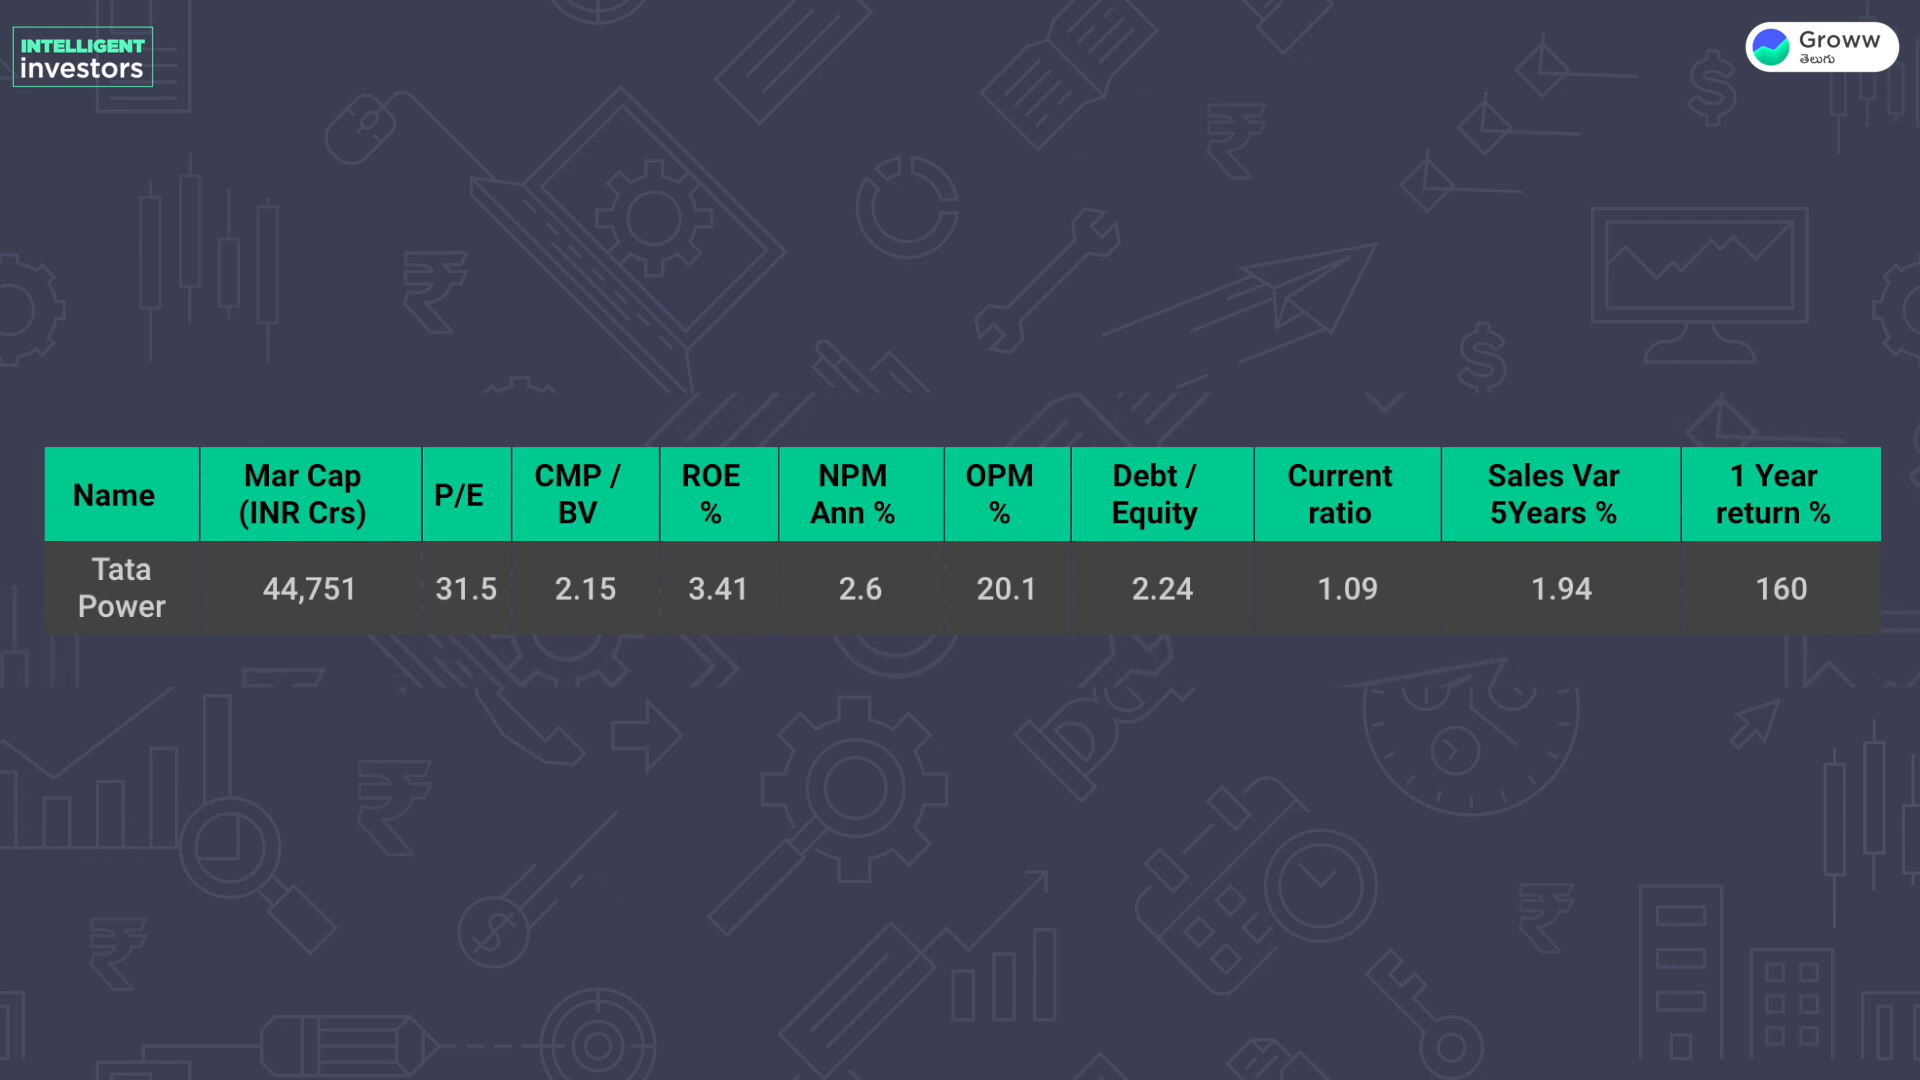 INTELLIGENT
investors
Groww
తెలుగు
Name
Mar Cap
(INR Crs)
P/E
CMP /
BV
ROE
%
NPM
Ann %
OPM
%
Debt /
Equity
Current
ratio
Sales Var
5Years %
1 Year
return %
Tata
Power
44,751
31.5
2.15
3.41
2.6
20.1
2.24
1.09
1.94
160